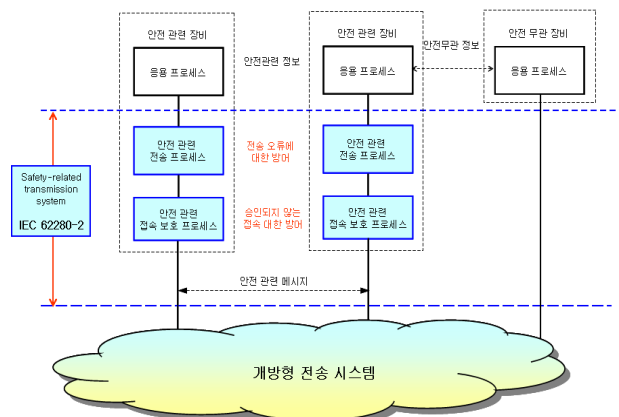 안전 관련 장비
안전 관련 장비
안전 무관 장비
응용 프로세스
안전관련 정보
응용 프로세스
안전무관 정보
응용 프로세스
안전 관련
전송 프로세스
전송 오류에
대한 방어
안전 관련
전송 프로세스
Safety-related
transmission
system
IEC 62280-2
안전 관련
접속 보호 프로세스
승인되지 않는
접속 대한 방어
안전 관련
접속 보호 프로세스
안전 관련 메시지
개방형 전송 시스템